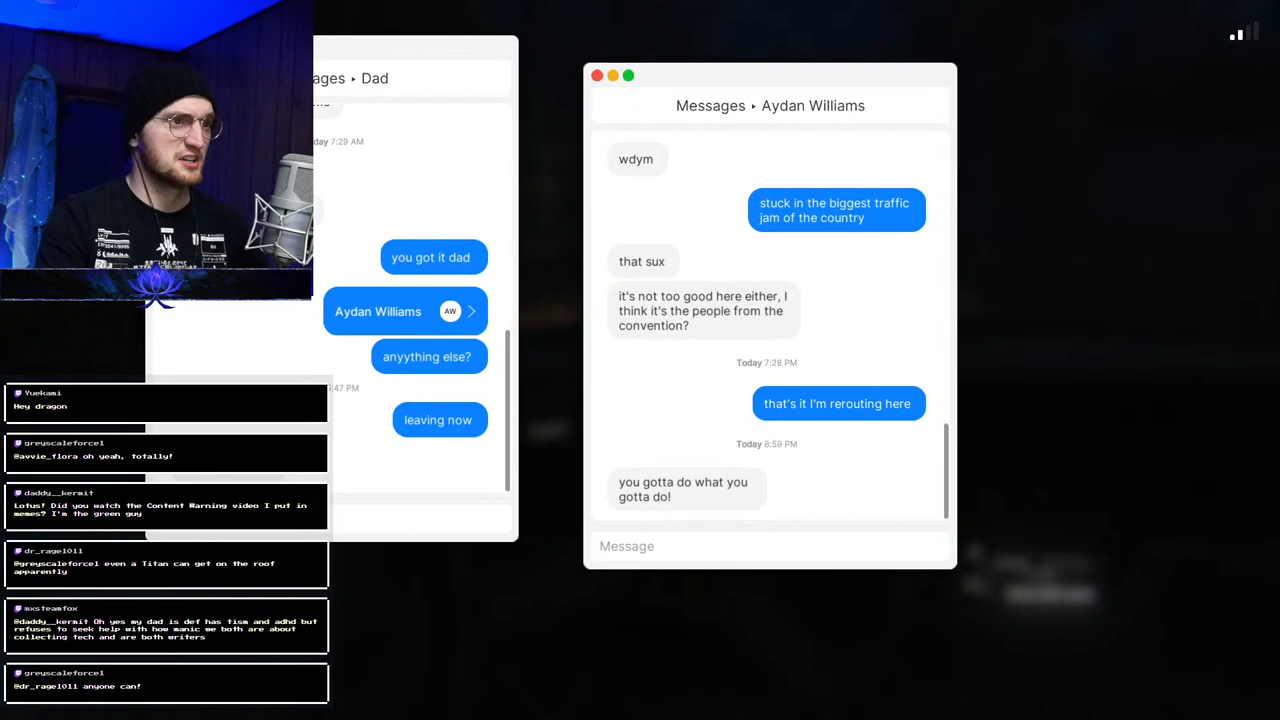 ages ▸ Dad
day 7:29 AM
you got it dad
Aydan Williams
AW
anyything else?
:47 PM
leaving now
Messages ▸ Aydan Williams
wdym
stuck in the biggest traffic
jam of the country
that sux
it's not too good here either, I
think it's the people from the
convention?
Today 7:28 PM
that's it I'm rerouting here
Today 8:59 PM
you gotta do what you
gotta do!
Message
Yuekami
Hey dragon
greyscaleforce1
@avvie_flora oh yeah, totally!
daddy__kermit
Lotus! Did you watch the Content Warning video I put in
memes? I'm the green guy
dr_rage1011
@greyscaleforce1 even a Titan can get on the roof
apparently
mxsteamfox
@daddy__kermit Oh yes my dad is def has tism and adhd but
refuses to seek help with how manic we both are about
collecting tech and are both writers
greyscaleforce1
@dr_rage1011 anyone can!